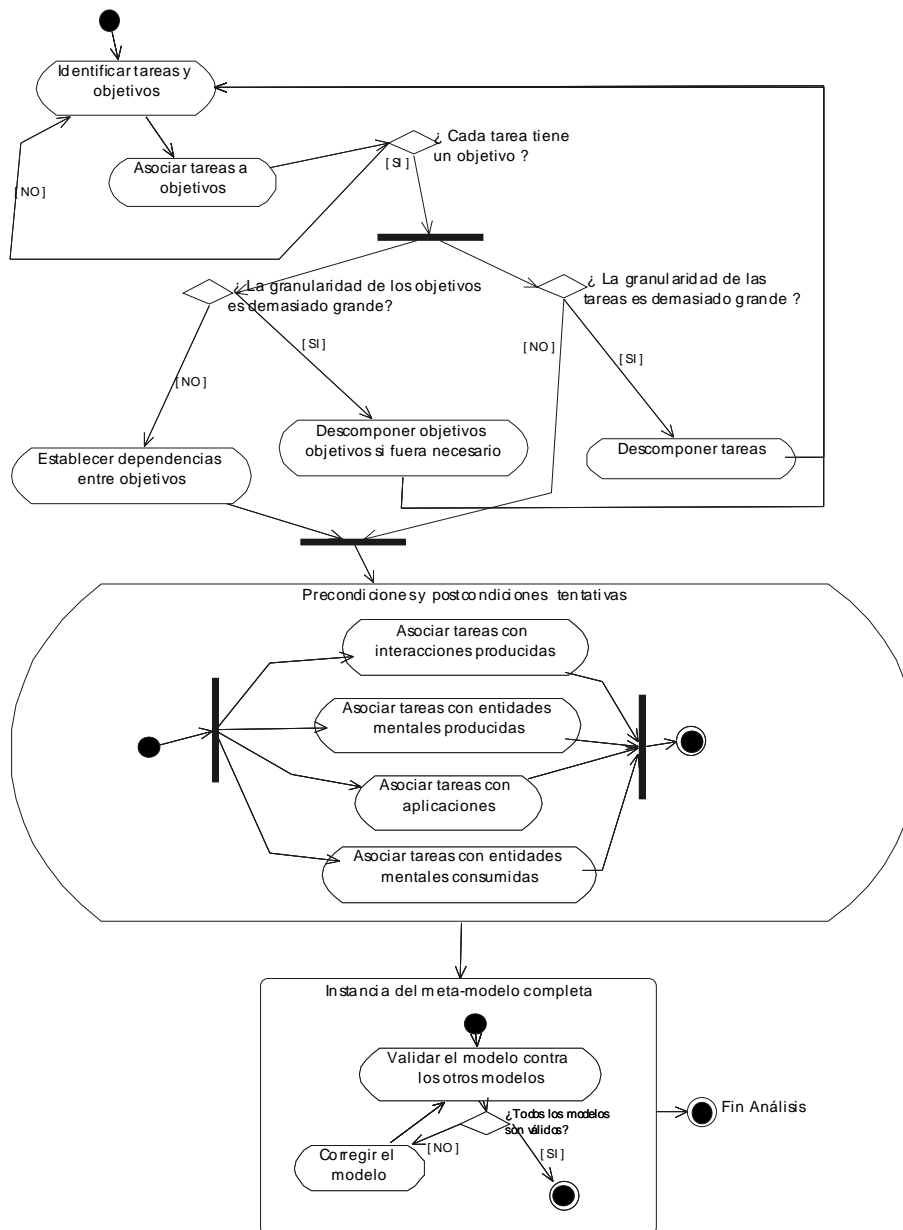 Identificar tareas y
objetivos
¿ Cada tarea tiene
un objetivo ?
[SI]
Asociar tareas a
objetivos
[NO]
¿ La granularidad de los objetivos
es demasiado grande?
¿ La granularidad de las
tareas es demasiado grande ?
[SI]
[NO]
[SI]
[NO]
Descomponer objetivos
objetivos si fuera necesario
Descomponer tareas
Establecer dependencias
entre objetivos
Precondiciones y postcondiciones tentativas
Asociar tareas con
interacciones producidas
Asociar tareas con entidades
mentales producidas
Asociar tareas con
aplicaciones
Asociar tareas con entidades
mentales consumidas
Instancia del meta-modelo completa
Validar el modelo contra
los otros modelos
¿Todos los modelos
son válidos?
Fin Análisis
[NO]
[SI]
Corregir el
modelo